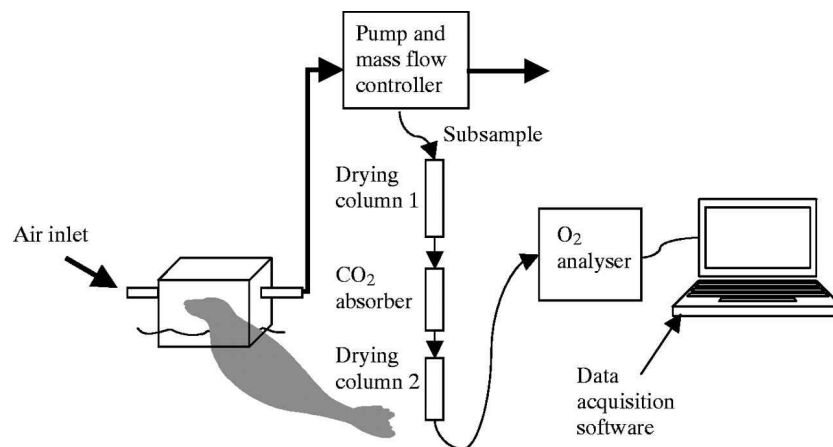 Pump and
mass flow
controller
Subsample
Drying
column 1
Air inlet
O₂
analyser
CO₂
absorber
Drying
column 2
Data
acquisition
software